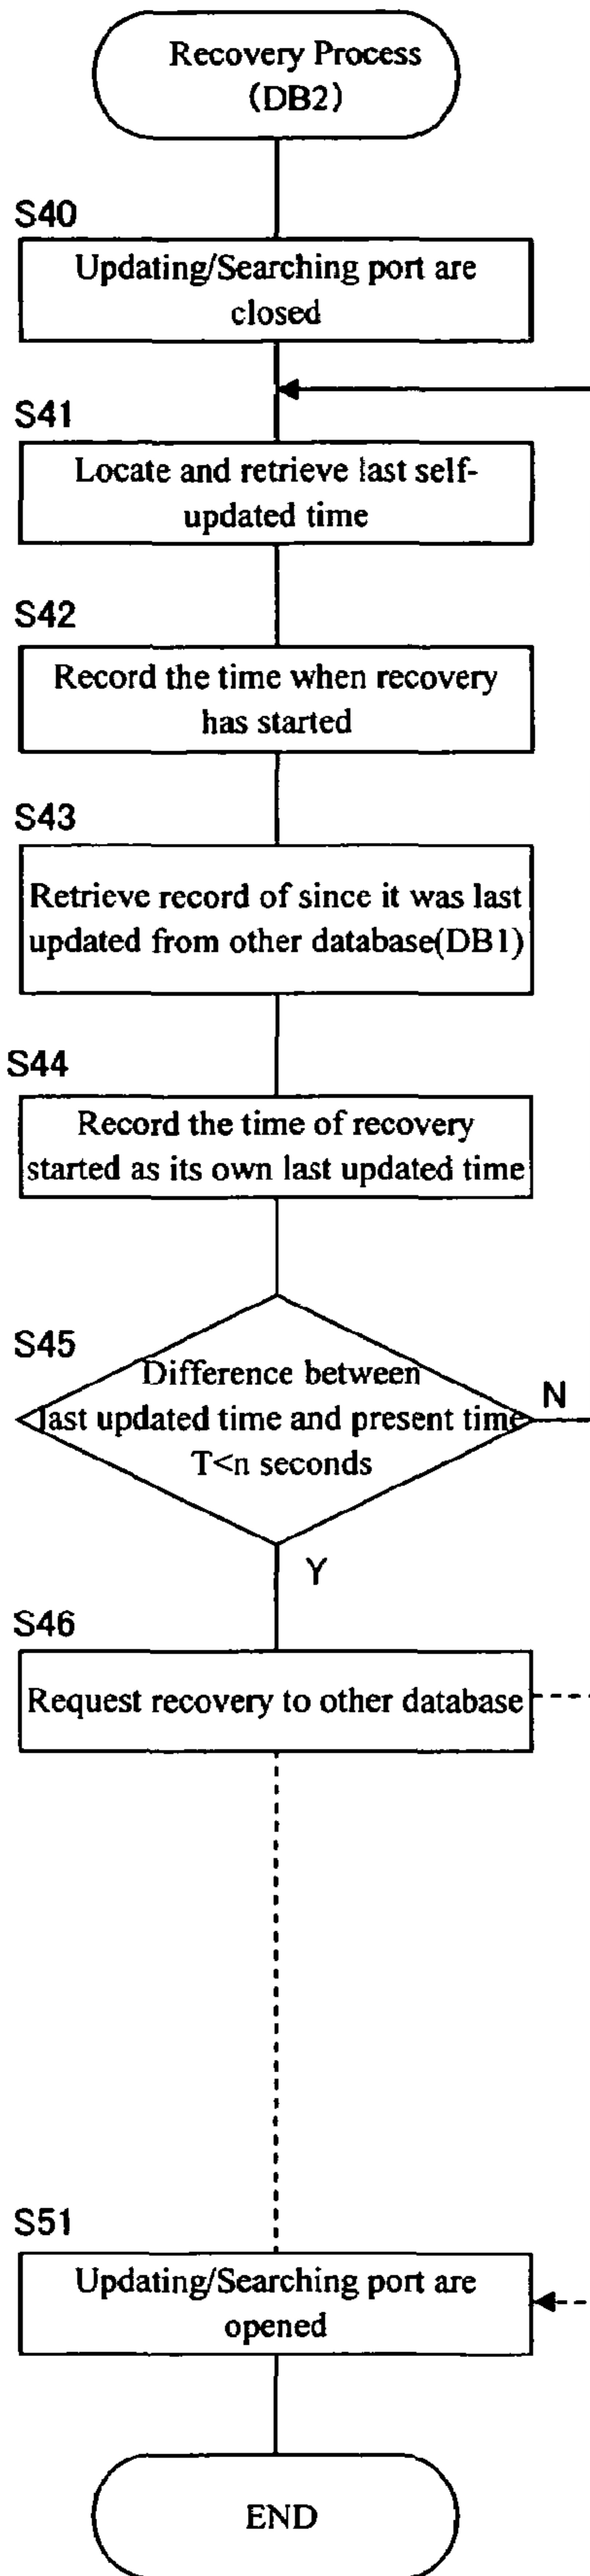 Recovery Process
(DB2)
S40
Updating/Searching port are
closed
S41
Locate and retrieve last self-
updated time
S42
Record the time when recovery
has started
S43
Retrieve record of since it was last
updated from other database(DB1)
S44
Record the time of recovery
started as its own last updated time
S45
Difference between
last updated time and present time
T<n seconds
N
Y
S46
Request recovery to other database
S51
Updating/Searching port are
opened
END